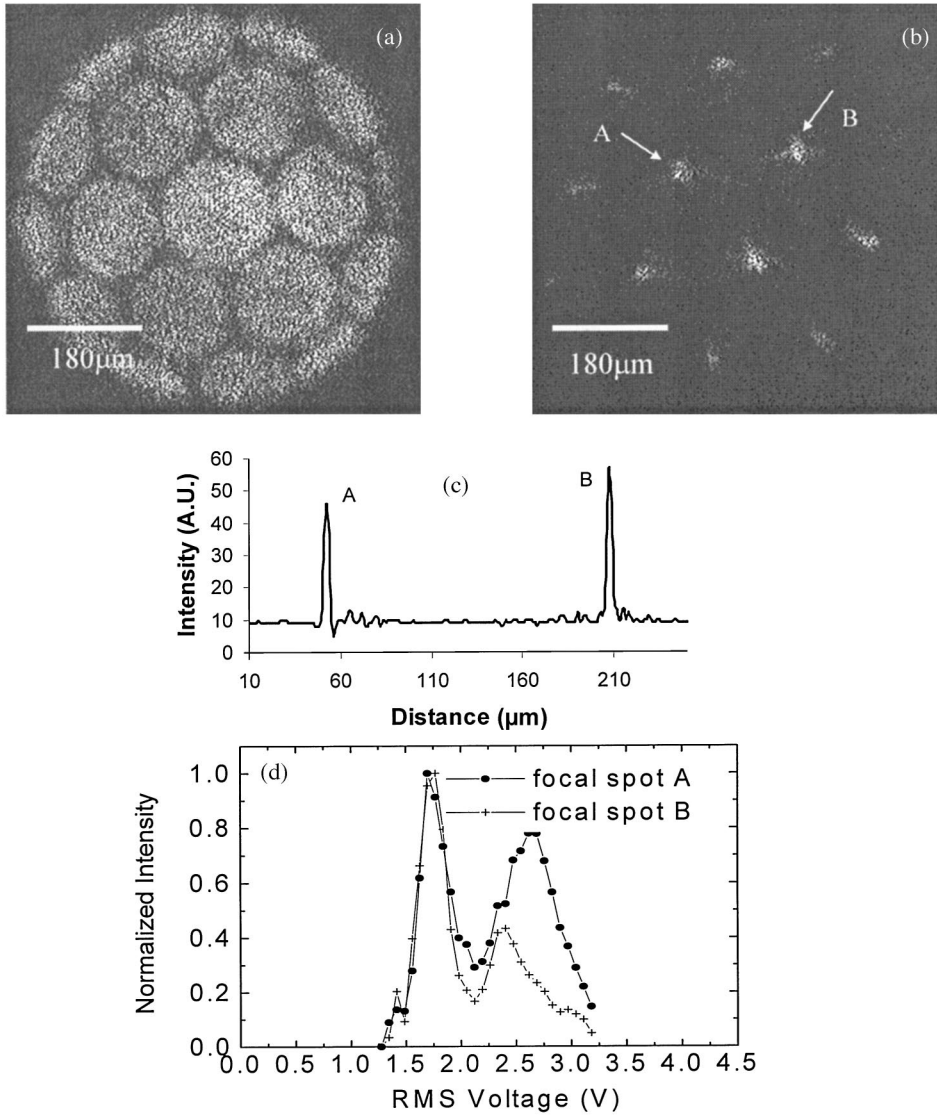 (a)
180μm
(b)
A
B
180μm
(c)
A
B
Intensity (A.U.)
60
50
40
30
20
10
0
10 60 110 160 210
Distance (μm)
(d)
focal spot A
focal spot B
Normalized Intensity
1.0
0.8
0.6
0.4
0.2
0.0
0.0 0.5 1.0 1.5 2.0 2.5 3.0 3.5 4.0 4.5
RMS Voltage (V)